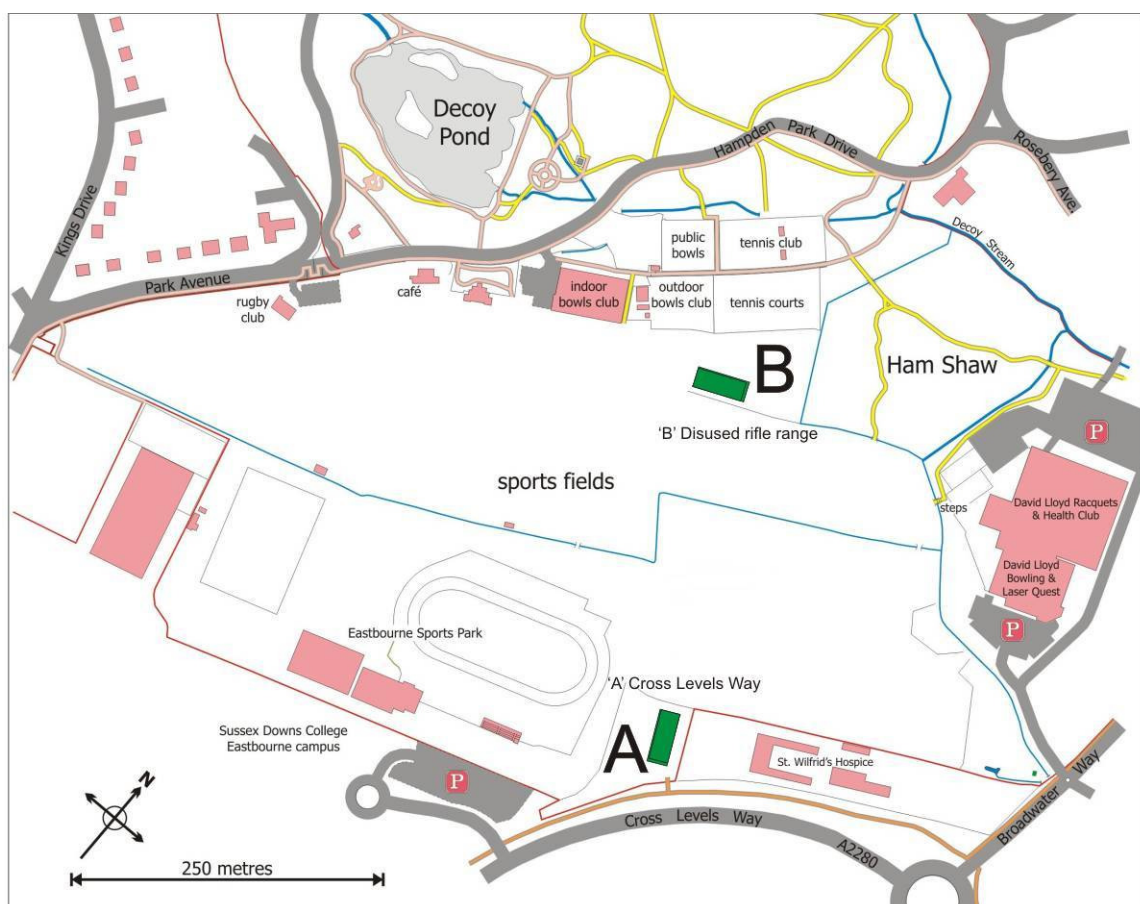 Decoy
Pond
Hampden Park Drive
Rosebery Ave.
Kings Drive
Park Avenue
rugby
club
café
indoor
bowls club
public
bowls
tennis club
outdoor
bowls club
tennis courts
Decoy Stream
Ham Shaw
B
'B' Disused rifle range
sports fields
steps
P
David Lloyd Racquets
& Health Club
David Lloyd
Bowling &
Laser Quest
P
Eastbourne Sports Park
'A' Cross Levels Way
A
Sussex Downs College
Eastbourne campus
P
St. Wilfrid's Hospice
Cross Levels Way
A2280
Broadwater Way
N
250 metres